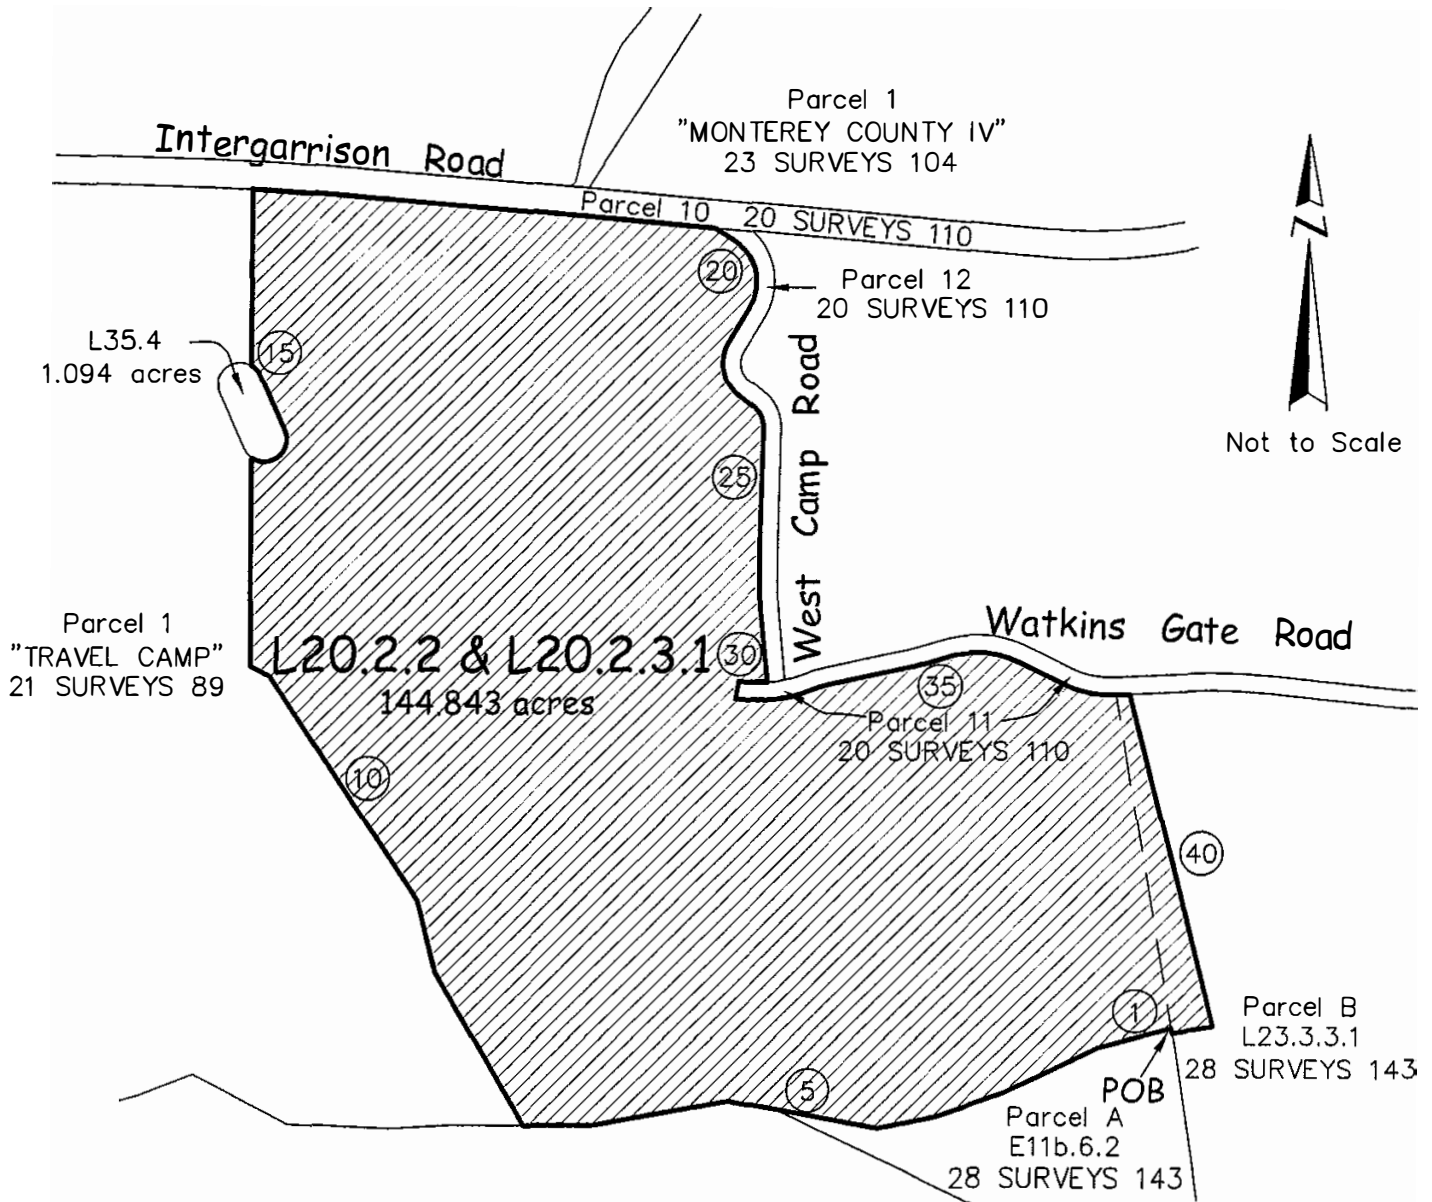 Parcel 1
"MONTEREY COUNTY IV"
23 SURVEYS 104
Intergarrison Road
Parcel 10 20 SURVEYS 110
20
Parcel 12
20 SURVEYS 110
N
L35.4
1.094 acres
15
West Camp Road
Not to Scale
25
Parcel 1
"TRAVEL CAMP"
21 SURVEYS 89
L20.2.2 & L20.2.3.1
144.843 acres
30
Watkins Gate Road
35
Parcel 11
20 SURVEYS 110
10
40
1
Parcel B
L23.3.3.1
28 SURVEYS 143
POB
5
Parcel A
E11b.6.2
28 SURVEYS 143